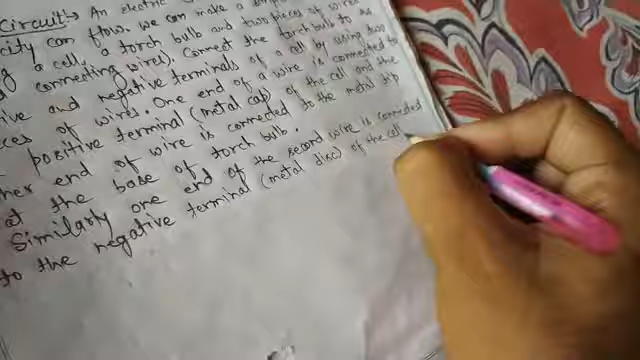 Circuit:→ An electric
city can flow. We can make a
g a cell, a torch bulb and two pieces of wires
connecting wires). Connect the torch bulb to the
ive and negative terminals of a cell by using two
ces of wires. One end of a wire is connected to
positive terminal (metal cap) of the cell and the
her end of wire is connected to the metal tip
at the base of torch bulb.
Similarly one end of the second wire is connected
to the negative terminal (metal disc) of the cell